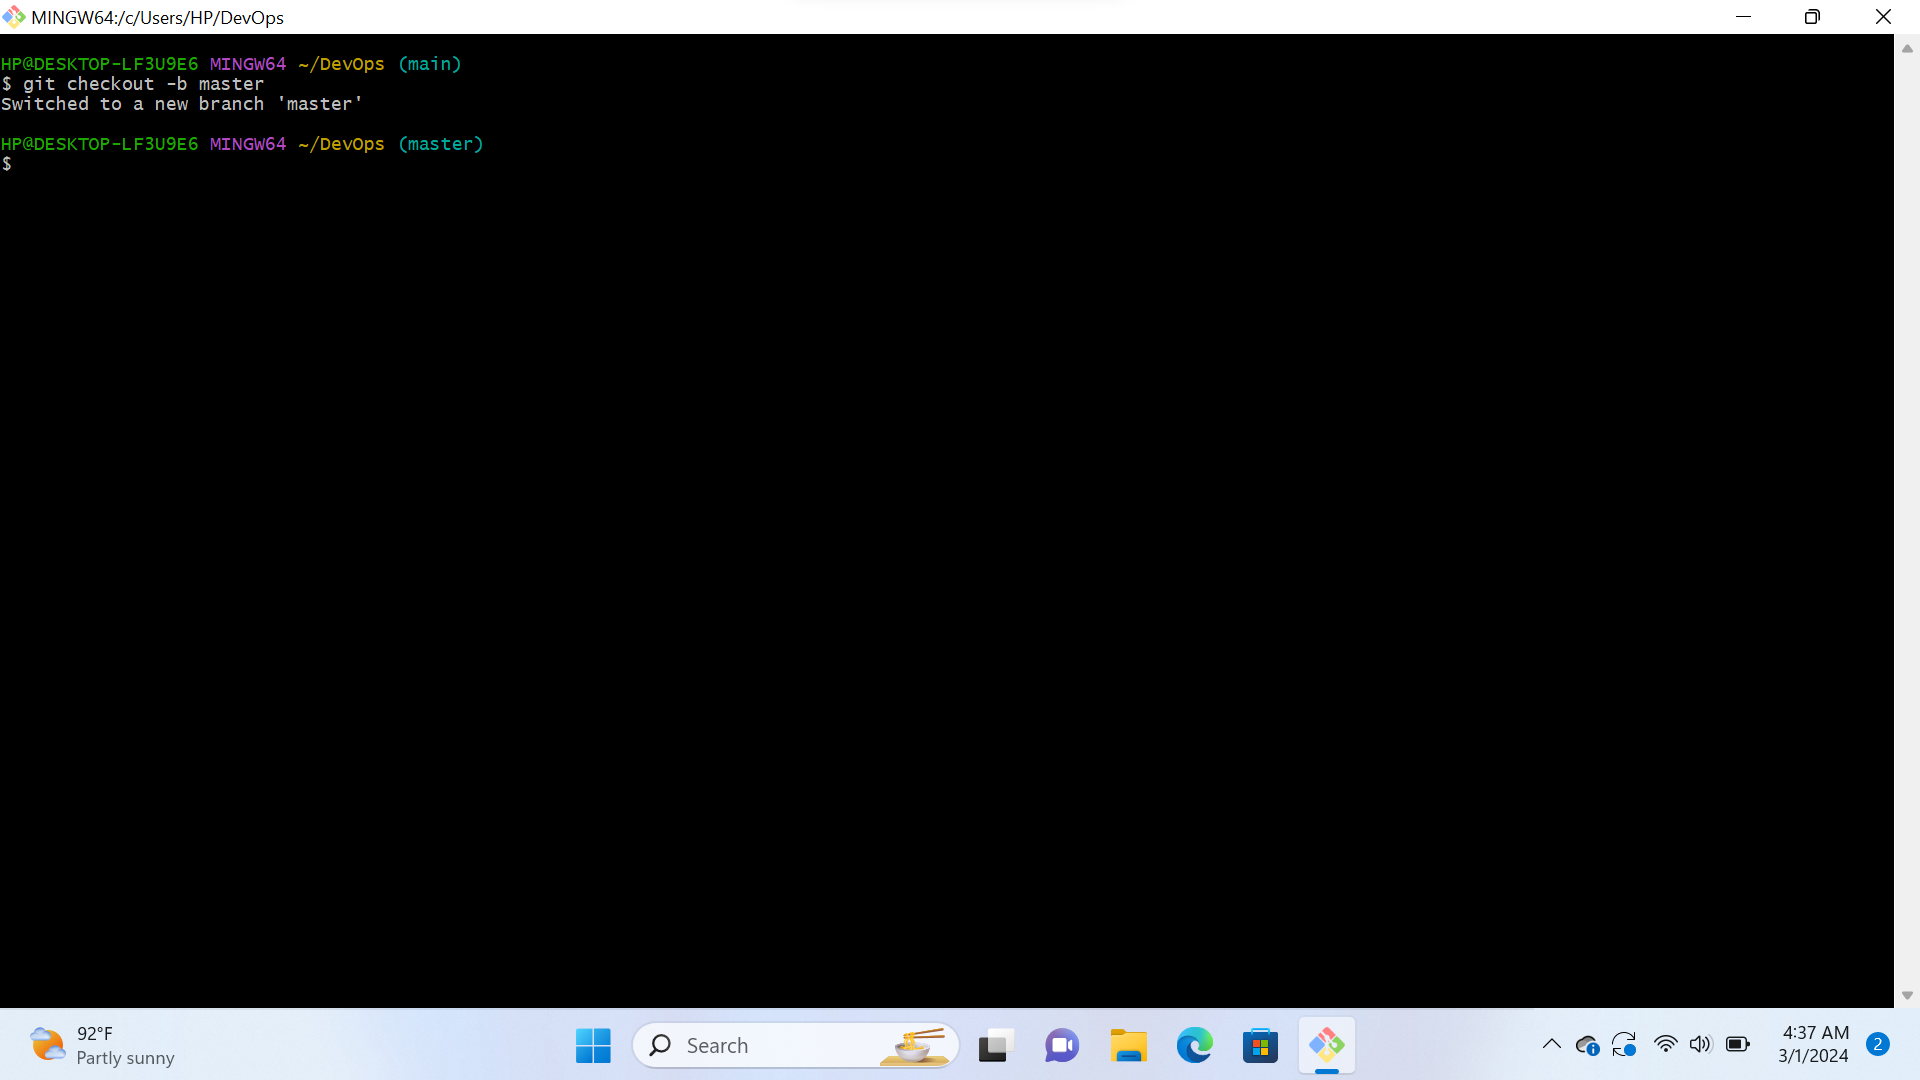 MINGW64:/c/Users/HP/DevOps
HP@DESKTOP-LF3U9E6 MINGW64 ~/DevOps (main)
$ git checkout -b master
Switched to a new branch 'master'
HP@DESKTOP-LF3U9E6 MINGW64 ~/DevOps (master)
$
92°F
Partly sunny
Search
4:37 AM
3/1/2024
2